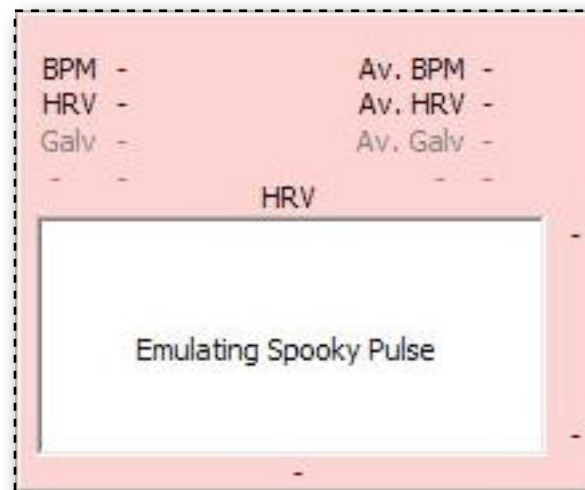 BPM - Av. BPM -
HRV - Av. HRV -
Galv - Av. Galv -
- - - -
HRV
-
Emulating Spooky Pulse
-
-